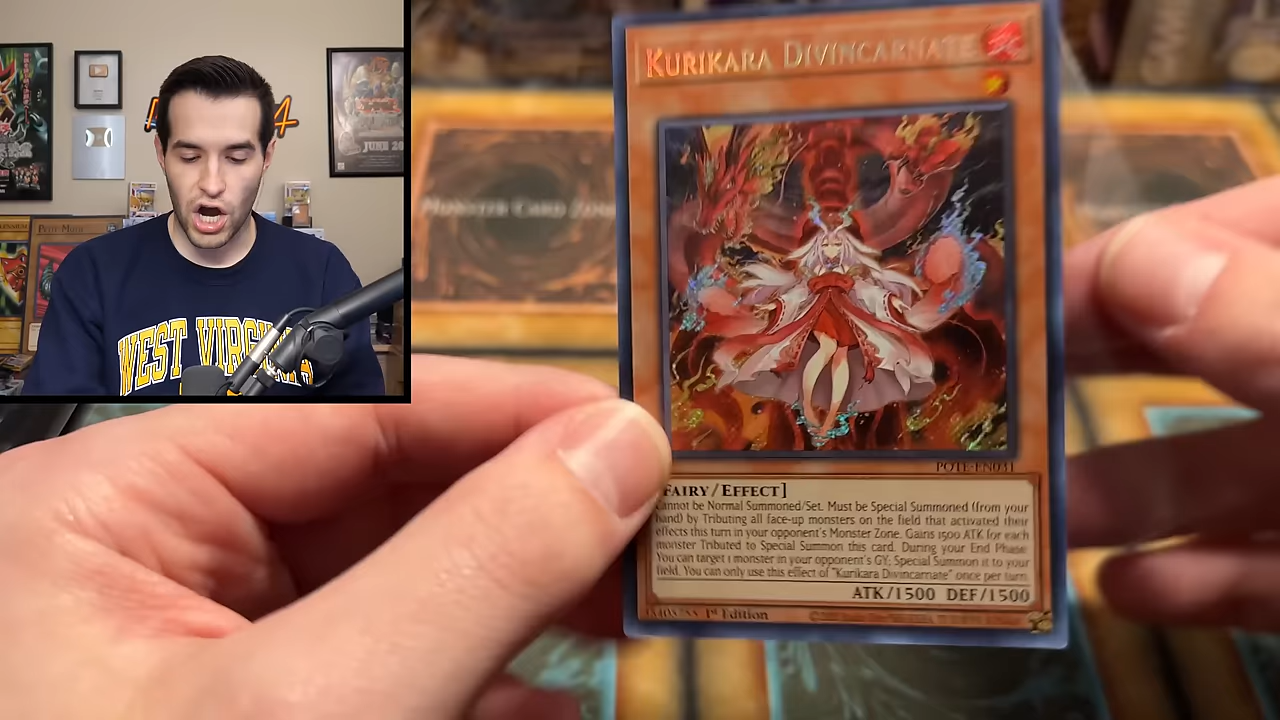 KURIKARA DIVINCARNATE
POTE-EN031
FAIRY/EFFECT]
Cannot be Normal Summoned/Set. Must be Special Summoned (from your
hand) by Tributing all face-up monsters on the field that activated their
effects this turn in your opponent's Monster Zone. Gains 1500 ATK for each
monster Tributed to Special Summon this card. During your End Phase:
You can target 1 monster in your opponent's GY; Special Summon it to your
field. You can only use this effect of "Kurikara Divincarnate" once per turn.
ATK/1500 DEF/1500
1st Edition
MONSTER CARD ZONE
WEST VIRGINIA
JUNE 20